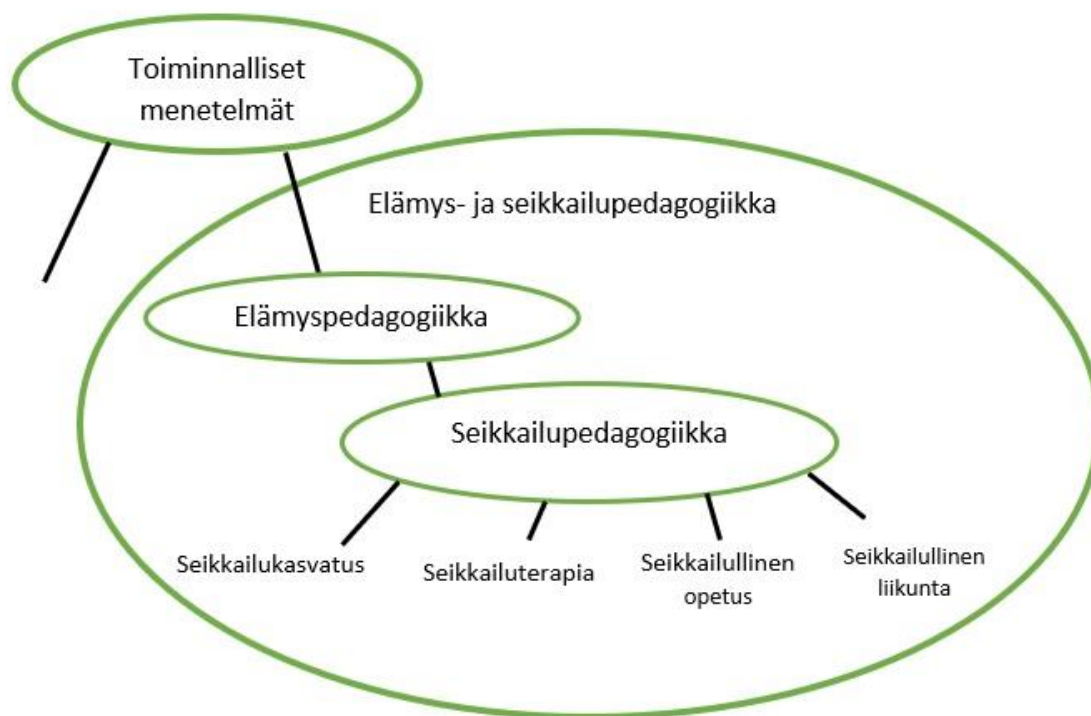 Toiminnalliset
menetelmät
Elämys- ja seikkailupedagogiikka
Elämyspedagogiikka
Seikkailupedagogiikka
Seikkailukasvatus
Seikkailuterapia
Seikkailullinen
opetus
Seikkailullinen
liikunta